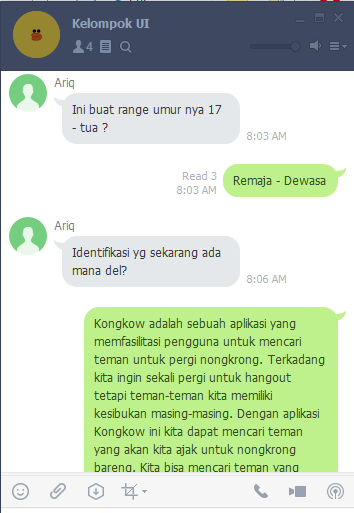 Kelompok UI
4
Ariq
Ini buat range umur nya 17
- tua ?
8:03 AM
Read 3
8:03 AM
Remaja - Dewasa
Ariq
Identifikasi yg sekarang ada
mana del?
8:06 AM
Kongkow adalah sebuah aplikasi yang
memfasilitasi pengguna untuk mencari
teman untuk pergi nongkrong. Terkadang
kita ingin sekali pergi untuk hangout
tetapi teman-teman kita memiliki
kesibukan masing-masing. Dengan aplikasi
Kongkow ini kita dapat mencari teman
yang akan kita ajak untuk nongkrong
bareng. Kita bisa mencari teman yang